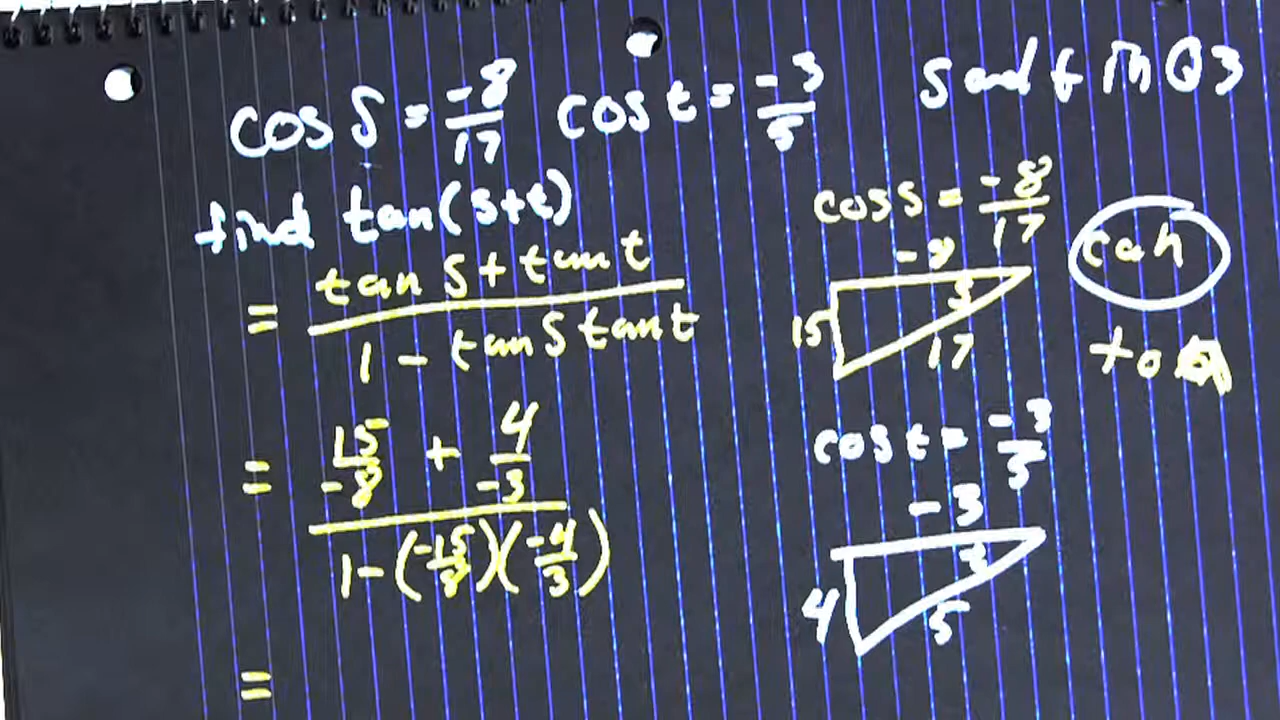 cos s = -8/17 cos t = -3/5 s and t in Q3
find tan(s+t)
= tan s + tan t / 1 - tan s tan t
= 15/-8 + 4/-3 / 1-(-15/8)(-4/3)
=
cos s = -8/17
-8
15
s
17
tan
cos t = -3/5
-3
4
5